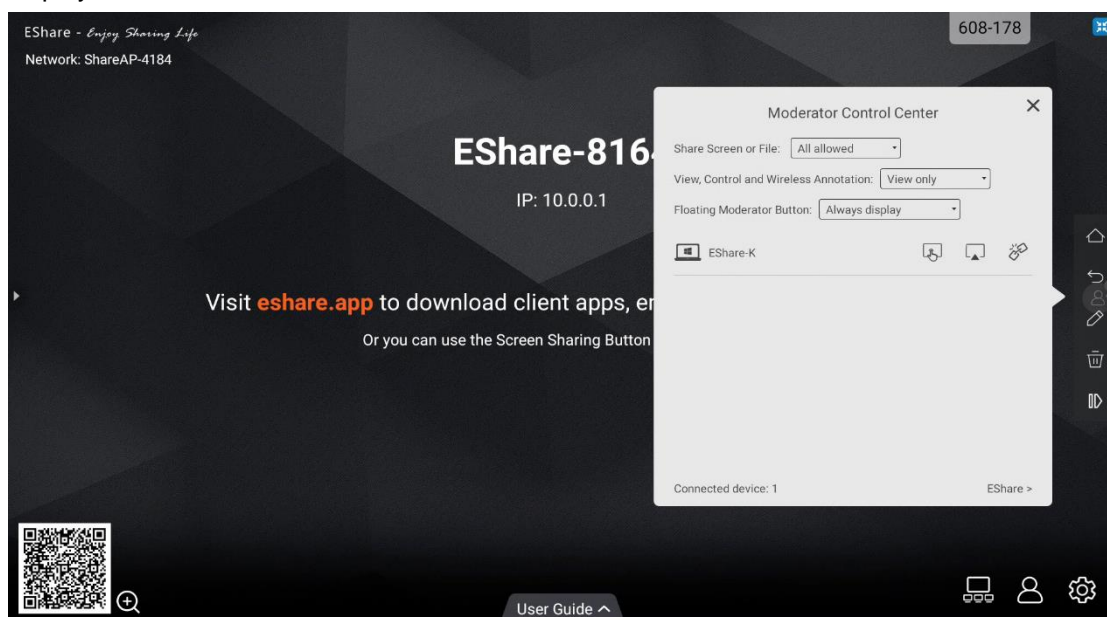 EShare - Enjoy Sharing Life
608-178
Network: ShareAP-4184
Moderator Control Center
Share Screen or File: All allowed
EShare-816
View, Control and Wireless Annotation: View only
IP: 10.0.0.1
Floating Moderator Button: Always display
EShare-K
Visit eshare.app to download client apps, er
Or you can use the Screen Sharing Button
Connected device: 1
EShare >
User Guide